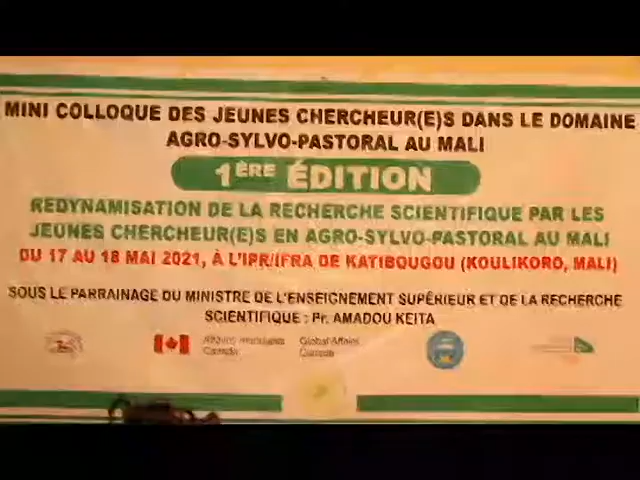 MINI COLLOQUE DES JEUNES CHERCHEUR(E)S DANS LE DOMAINE
AGRO-SYLVO-PASTORAL AU MALI
1ÈRE ÉDITION
REDYNAMISATION DE LA RECHERCHE SCIENTIFIQUE PAR LES
JEUNES CHERCHEUR(E)S EN AGRO-SYLVO-PASTORAL AU MALI
DU 17 AU 18 MAI 2021, À L'IPR/IFRA DE KATIBOUGOU (KOULIKORO, MALI)
SOUS LE PARRAINAGE DU MINISTRE DE L'ENSEIGNEMENT SUPÉRIEUR ET DE LA RECHERCHE
SCIENTIFIQUE : Pr. AMADOU KEITA
Affaires mondiales Global Affairs
Canada Canada